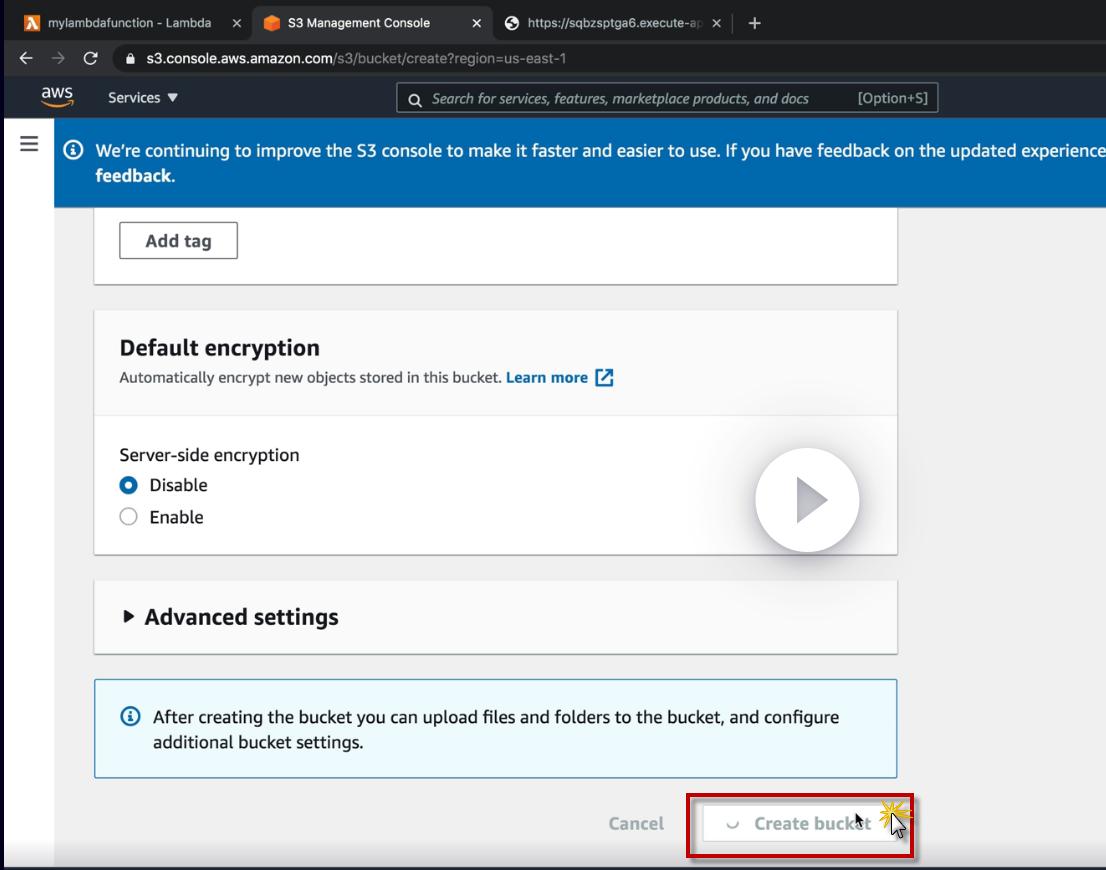 mylambdafunction - Lambda
S3 Management Console
https://sqbzsptga6.execute-ap
s3.console.aws.amazon.com/s3/bucket/create?region=us-east-1
aws
Services ▼
Search for services, features, marketplace products, and docs
[Option+S]
We're continuing to improve the S3 console to make it faster and easier to use. If you have feedback on the updated experience
feedback.
Add tag
Default encryption
Automatically encrypt new objects stored in this bucket. Learn more
Server-side encryption
Disable
Enable
Advanced settings
After creating the bucket you can upload files and folders to the bucket, and configure
additional bucket settings.
Cancel
Create bucket